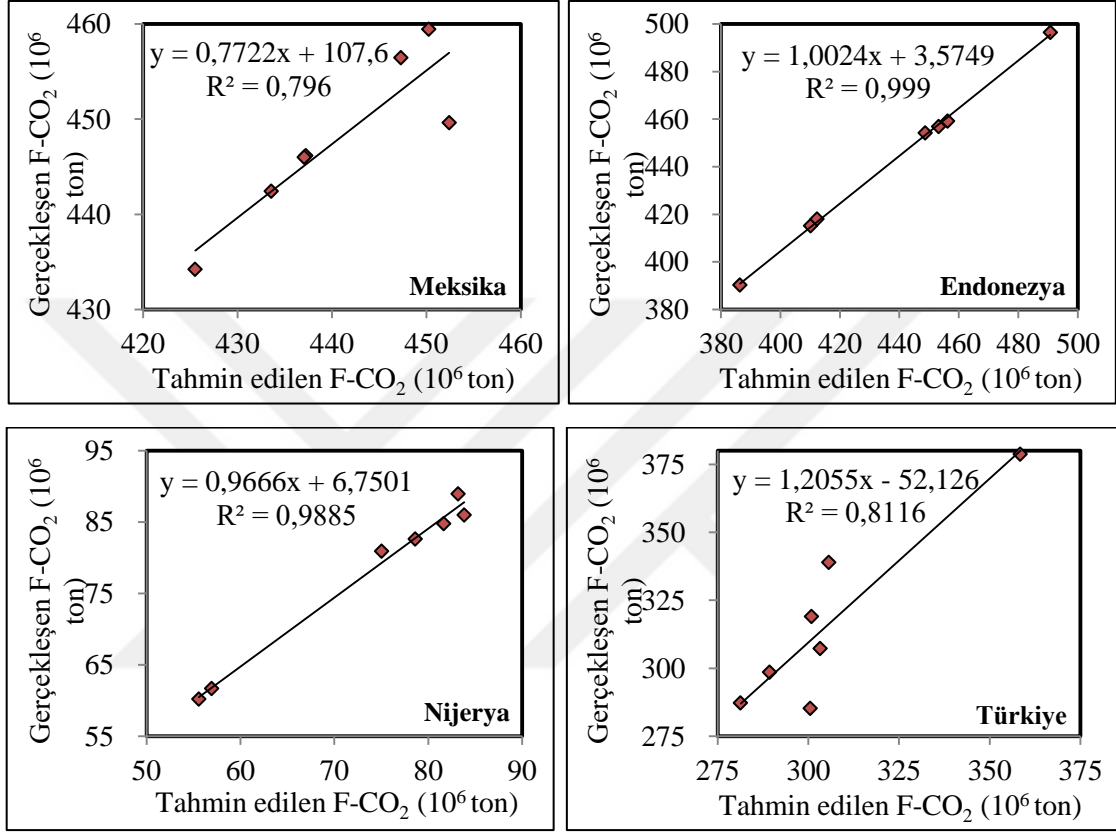 460
450
440
430
Gerçekleşen F-CO₂ (10⁶
ton)
y = 0,7722x + 107,6
R² = 0,796
Meksika
420 430 440 450 460
Tahmin edilen F-CO₂ (10⁶ ton)
500
480
460
440
420
400
380
Gerçekleşen F-CO₂ (10⁶
ton)
y = 1,0024x + 3,5749
R² = 0,999
Endonezya
380 400 420 440 460 480 500
Tahmin edilen F-CO₂ (10⁶ ton)
95
85
75
65
55
Gerçekleşen F-CO₂ (10⁶
ton)
y = 0,9666x + 6,7501
R² = 0,9885
Nijerya
50 60 70 80 90
Tahmin edilen F-CO₂ (10⁶ ton)
375
350
325
300
275
Gerçekleşen F-CO₂ (10⁶
ton)
y = 1,2055x - 52,126
R² = 0,8116
Türkiye
275 300 325 350 375
Tahmin edilen F-CO₂ (10⁶ ton)